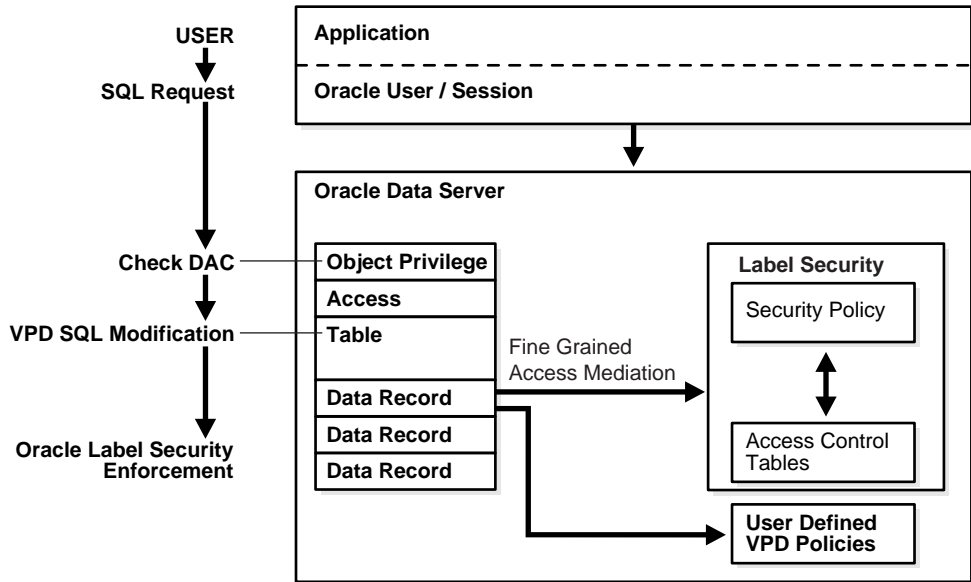 USER
SQL Request
Check DAC
VPD SQL Modification
Oracle Label Security
Enforcement
Application
Oracle User / Session
Oracle Data Server
Object Privilege
Access
Table
Data Record
Data Record
Data Record
Fine Grained
Access Mediation
Label Security
Security Policy
Access Control
Tables
User Defined
VPD Policies